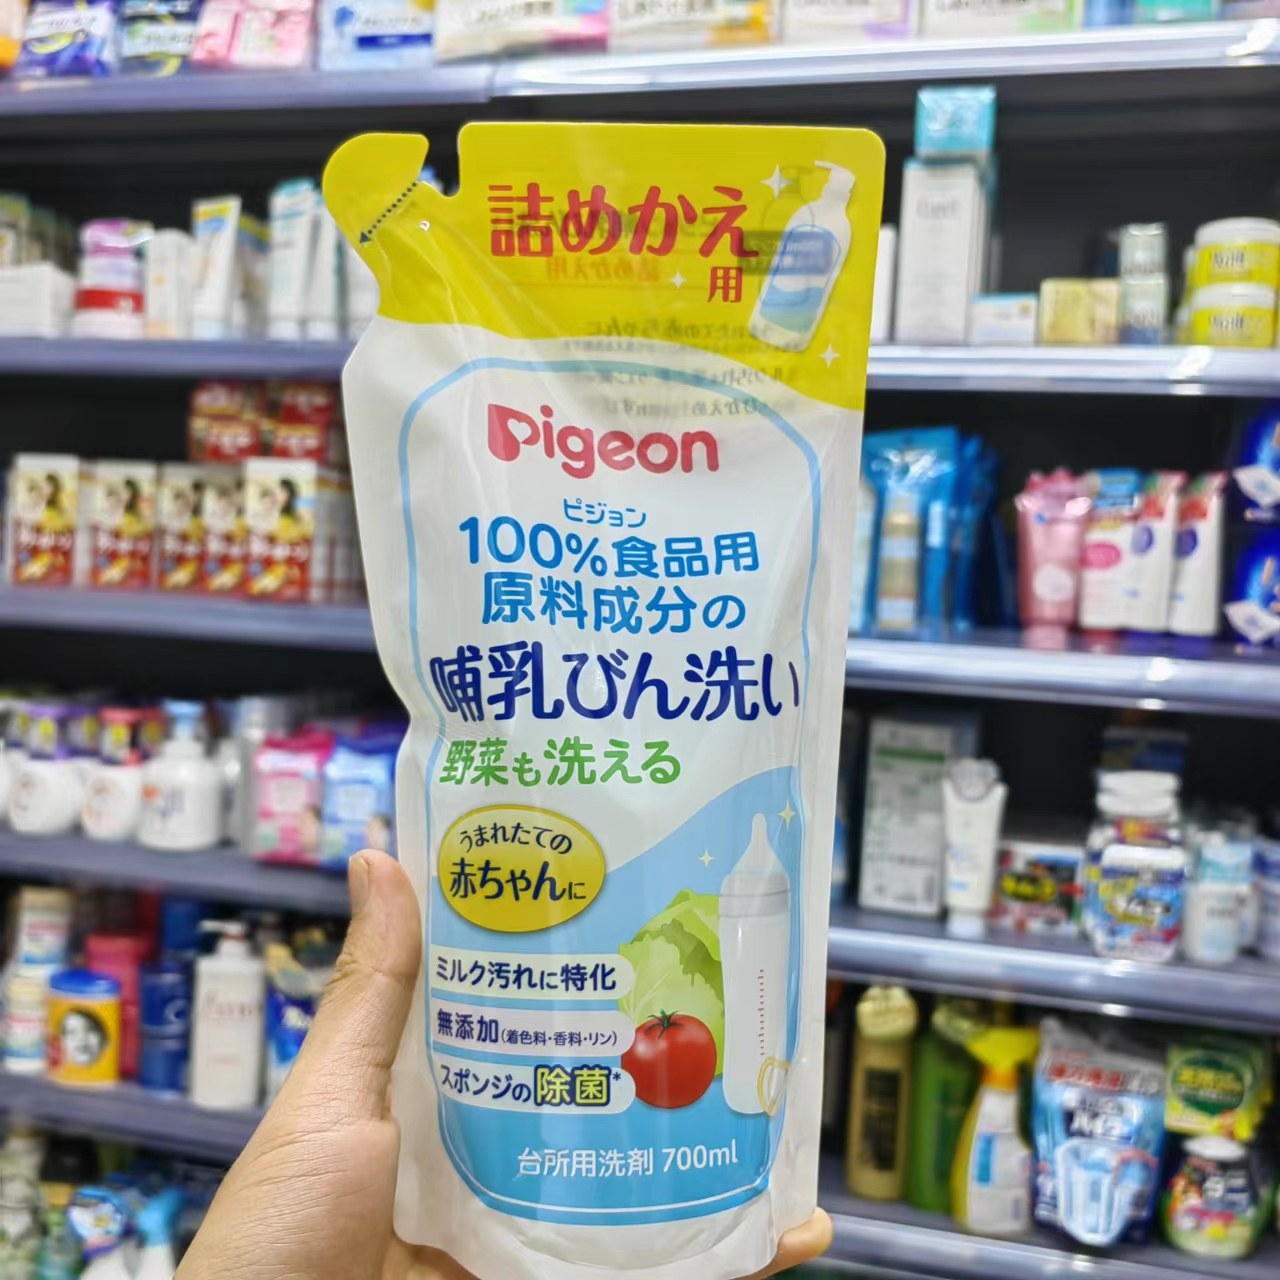 詰めかえ
用
Pigeon
ピジョン
100%食品用
原料成分の
哺乳びん洗い
野菜も洗える
うまれたての
赤ちゃんに
ミルク汚れに特化
無添加(着色料・香料・リン)
スポンジの除菌*
台所用洗剤 700ml